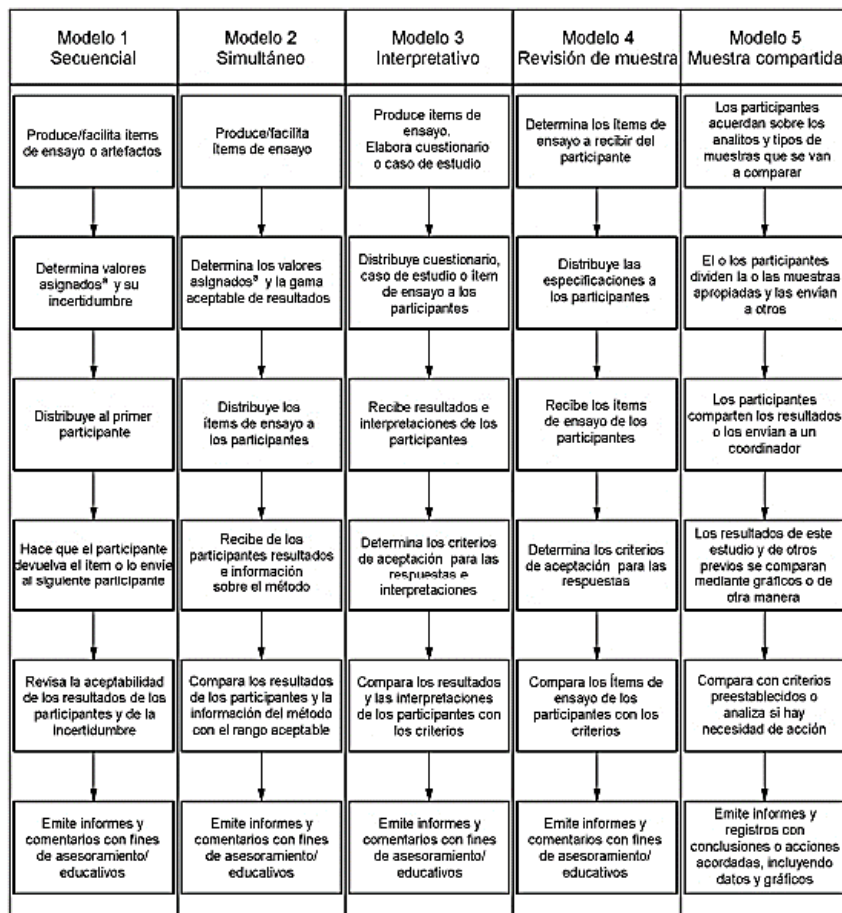 Modelo 1
Secuencial
Produce/facilita ítems
de ensayo o artefactos
Determina valores
asignadosª y su
incertidumbre
Distribuye al primer
participante
Hace que el participante
devuelva el ítem o lo envíe
al siguiente participante
Revisa la aceptabilidad
de los resultados de los
participantes y de la
incertidumbre
Emite informes y
comentarios con fines
de asesoramiento/
educativos
Modelo 2
Simultáneo
Produce/facilita
ítems de ensayo
Determina los valores
asignadosª y la gama
aceptable de resultados
Distribuye los
ítems de ensayo a
los participantes
Recibe de los
participantes resultados
e información
sobre el método
Compara los resultados
de los participantes y la
información del método
con el rango aceptable
Emite informes y
comentarios con fines
de asesoramiento/
educativos
Modelo 3
Interpretativo
Produce ítems de
ensayo,
Elabora cuestionario
o caso de estudio
Distribuye cuestionario,
caso de estudio o ítem
de ensayo a los
participantes
Recibe resultados e
interpretaciones de los
participantes
Determina los criterios
de aceptación para las
respuestas e
interpretaciones
Compara los resultados
y las interpretaciones
de los participantes con
los criterios
Emite informes y
comentarios con fines
de asesoramiento/
educativos
Modelo 4
Revisión de muestra
Determina los ítems de
ensayo a recibir del
participante
Distribuye las
especificaciones a
los participantes
Recibe los ítems
de ensayo de los
participantes
Determina los criterios
de aceptación para las
respuestas
Compara los Ítems de
ensayo de los
participantes con los
criterios
Emite informes y
comentarios con fines
de asesoramiento/
educativos
Modelo 5
Muestra compartida
Los participantes
acuerdan sobre los
analitos y tipos de
muestras que se van
a comparar
El o los participantes
dividen la o las muestras
apropiadas y las envían
a otros
Los participantes
comparten los resultados
o los envían a un
coordinador
Los resultados de este
estudio y de otros
previos se comparan
mediante gráficos o de
otra manera
Compara con criterios
preestablecidos o
analiza si hay
necesidad de acción
Emite informes y
registros con
conclusiones o acciones
acordadas, incluyendo
datos y gráficos